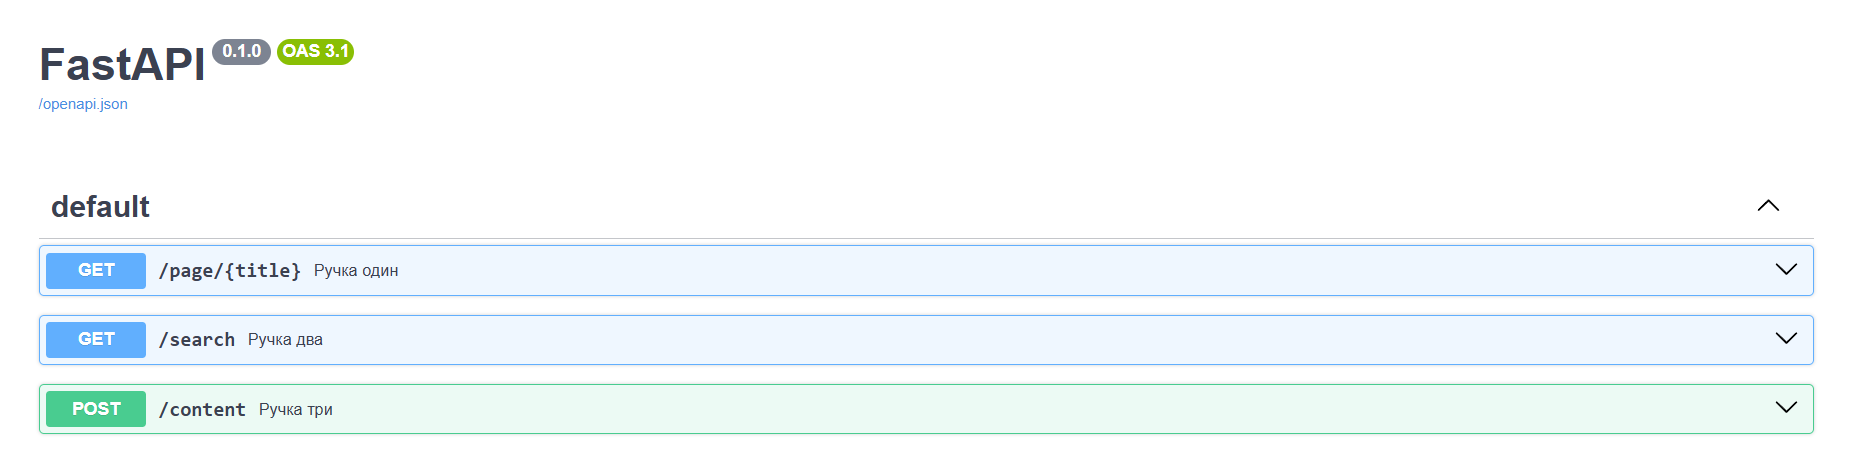 FastAPI 0.1.0 OAS 3.1
/openapi.json
default
GET /page/{title} Ручка один
GET /search Ручка два
POST /content Ручка три